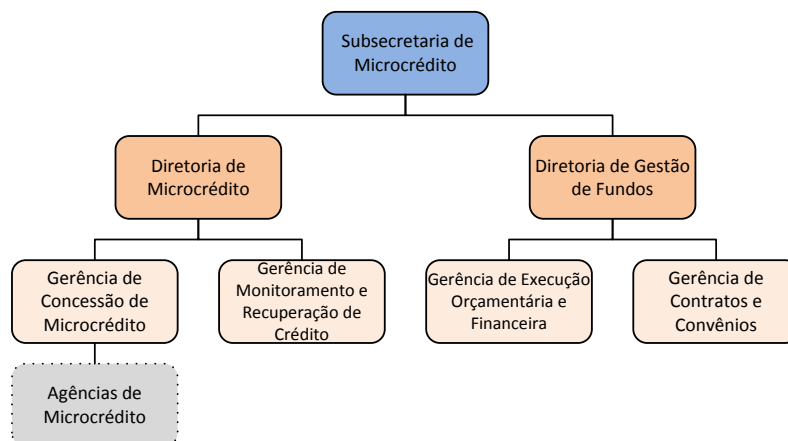 Subsecretaria de
Microcrédito
Diretoria de
Microcrédito
Diretoria de Gestão
de Fundos
Gerência de
Concessão de
Microcrédito
Gerência de
Monitoramento e
Recuperação de
Crédito
Gerência de Execução
Orçamentária e
Financeira
Gerência de
Contratos e
Convênios
Agências de
Microcrédito